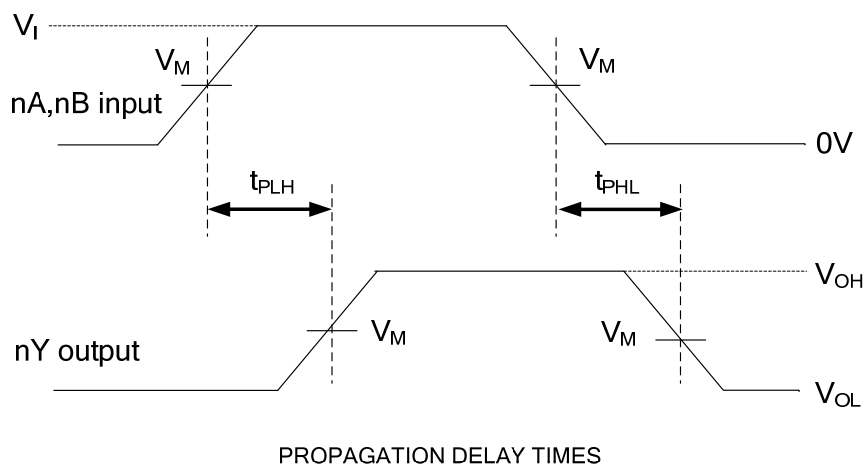 VI
VM
VM
nA,nB input
0V
tPLH
tPHL
VOH
VM
VM
nY output
VOL
PROPAGATION DELAY TIMES